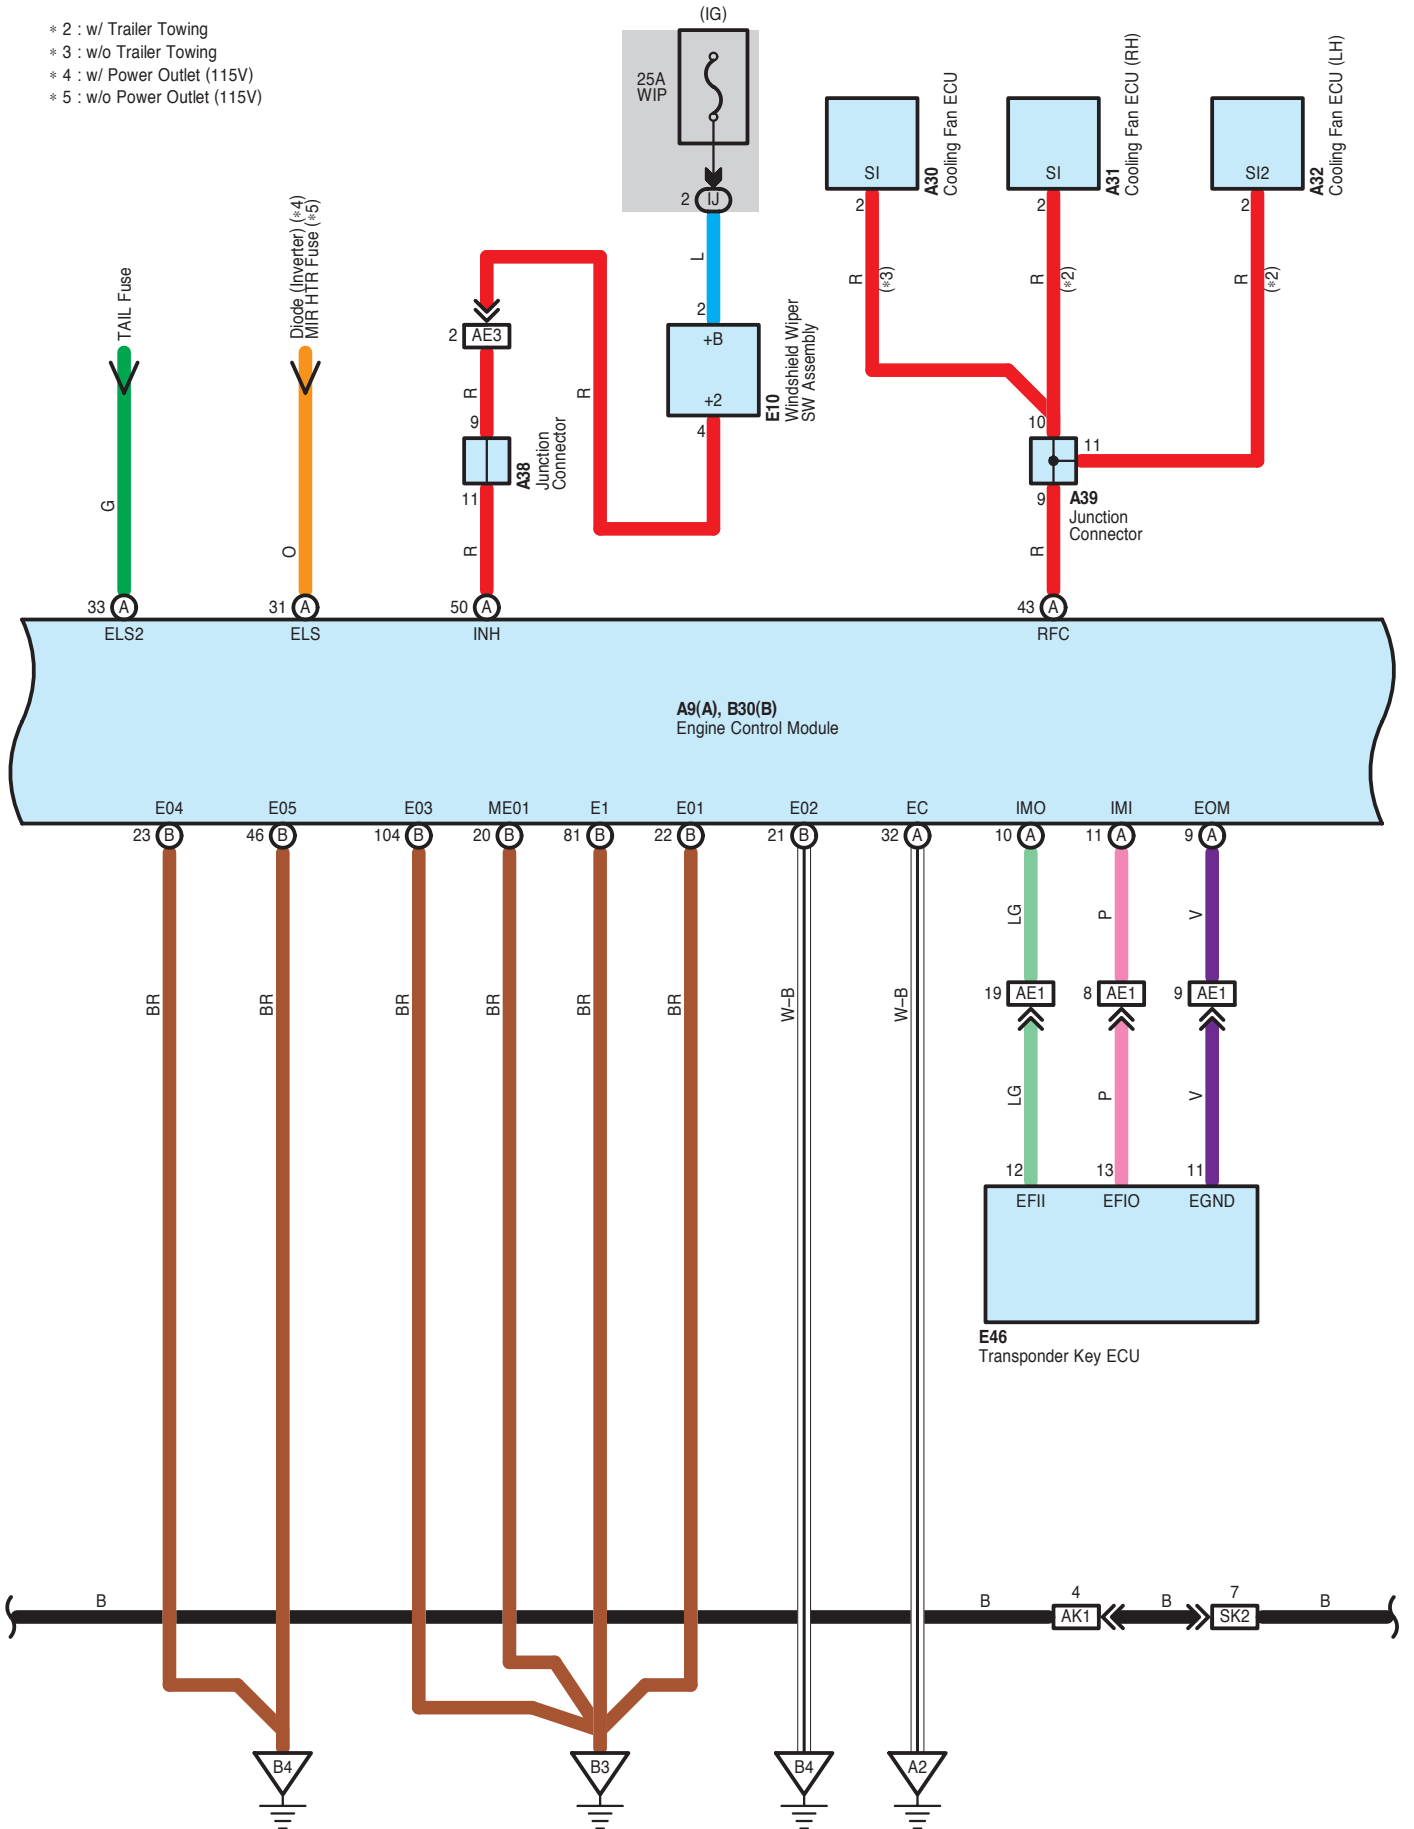 ∗ 2 : w/ Trailer Towing
∗ 3 : w/o Trailer Towing
∗ 4 : w/ Power Outlet (115V)
∗ 5 : w/o Power Outlet (115V)
(IG)
25A
WIP
2 IJ
L
2
+B
+2
4
E10
Windshield Wiper
SW Assembly
TAIL Fuse
G
Diode (Inverter) (∗4)
MIR HTR Fuse (∗5)
O
2 AE3
R
R
9
A38
Junction
Connector
11
R
SI
A30
Cooling Fan ECU
2
R
(∗3)
SI
A31
Cooling Fan ECU (RH)
2
R
(∗2)
SI2
A32
Cooling Fan ECU (LH)
2
R
(∗2)
10
11
9
A39
Junction
Connector
R
33 A
31 A
50 A
43 A
ELS2
ELS
INH
RFC
A9(A), B30(B)
Engine Control Module
E04
E05
E03
ME01
E1
E01
E02
EC
IMO
IMI
EOM
23 B
46 B
104 B
20 B
81 B
22 B
21 B
32 A
10 A
11 A
9 A
LG
P
V
BR
BR
BR
BR
BR
BR
W–B
W–B
19 AE1
8 AE1
9 AE1
LG
P
V
12
13
11
EFII
EFIO
EGND
E46
Transponder Key ECU
B
B
4
AK1
B
7
SK2
B
B4
B3
B4
A2